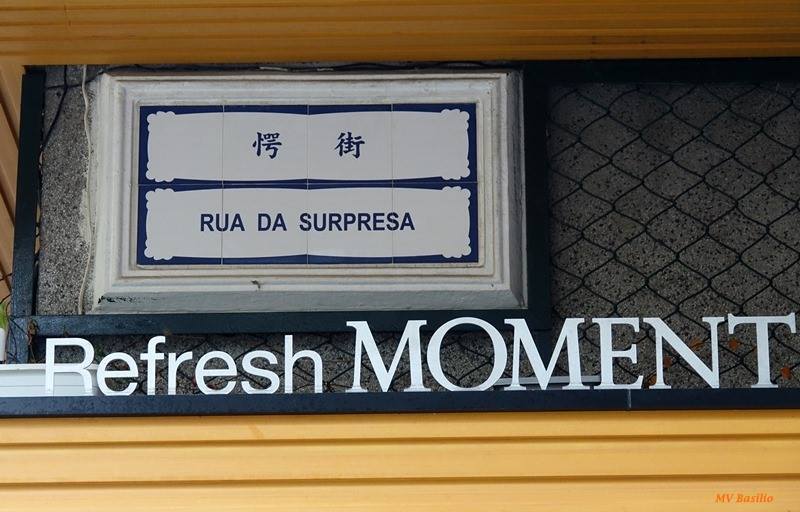 愕街
RUA DA SURPRESA
Refresh MOMENT
MV Basilio